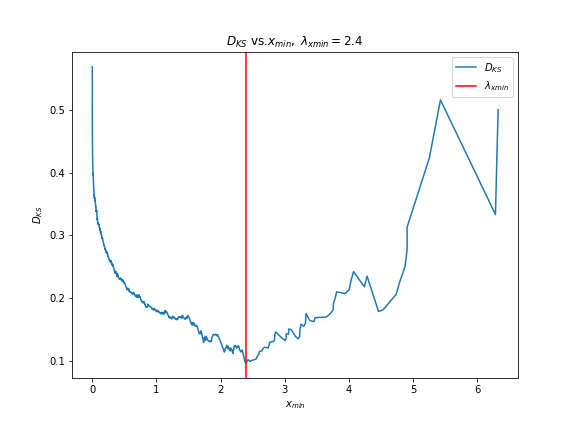 D_KS vs.x_min, λ_xmin = 2.4
D_KS
λ_xmin
0.5
0.4
0.3
0.2
0.1
D_KS
0 1 2 3 4 5 6
x_min